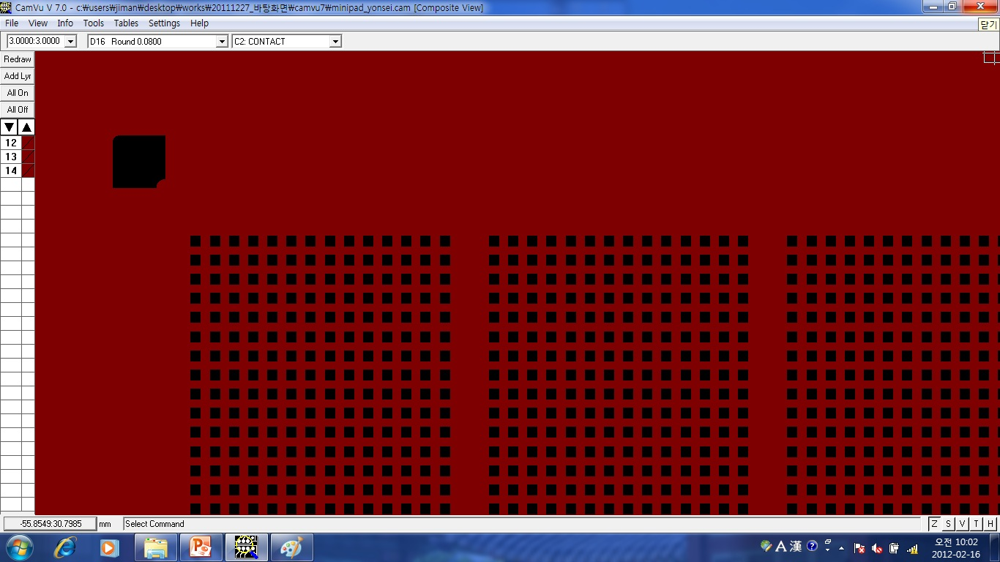 CamVu V 7.0 - c:₩users₩jiman₩desktop₩works₩20111227_바탕화면₩camvu7₩minipad_yonsei.cam [Composite View]
File View Info Tools Tables Settings Help
닫기
3.0000:3.0000 D16 Round 0.0800 C2: CONTACT
Redraw
Add Lyr
All On
All Off
12
13
14
-55.8549:30.7985 mm Select Command Z S V T H
A 漢 오전 10:02
2012-02-16